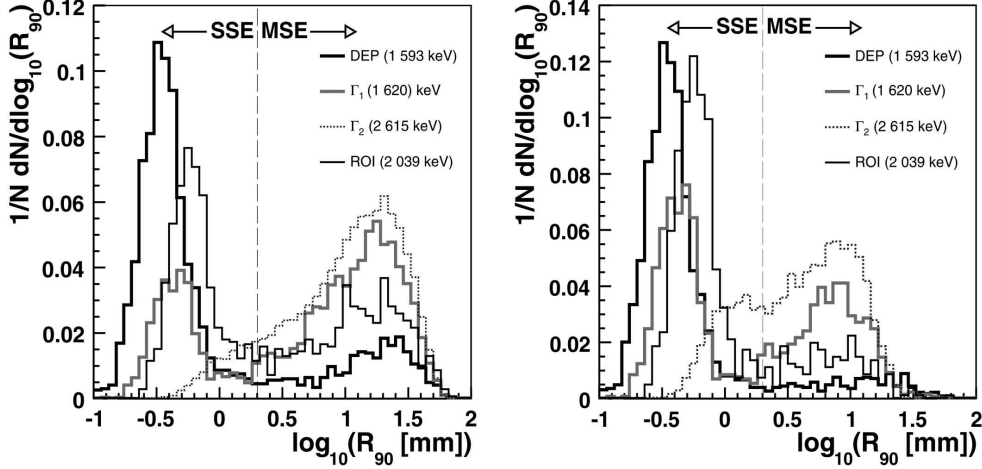 1/N dN/dlog10(R90)
0.12
0.1
0.08
0.06
0.04
0.02
0
SSE MSE
DEP (1 593 keV)
Γ1 (1 620) keV
Γ2 (2 615 keV)
ROI (2 039 keV)
-1 -0.5 0 0.5 1 1.5 2
log10(R90 [mm])
1/N dN/dlog10(R90)
0.14
0.12
0.1
0.08
0.06
0.04
0.02
0
SSE MSE
DEP (1 593 keV)
Γ1 (1 620 keV)
Γ2 (2 615 keV)
ROI (2 039 keV)
-1 -0.5 0 0.5 1 1.5 2
log10(R90 [mm])